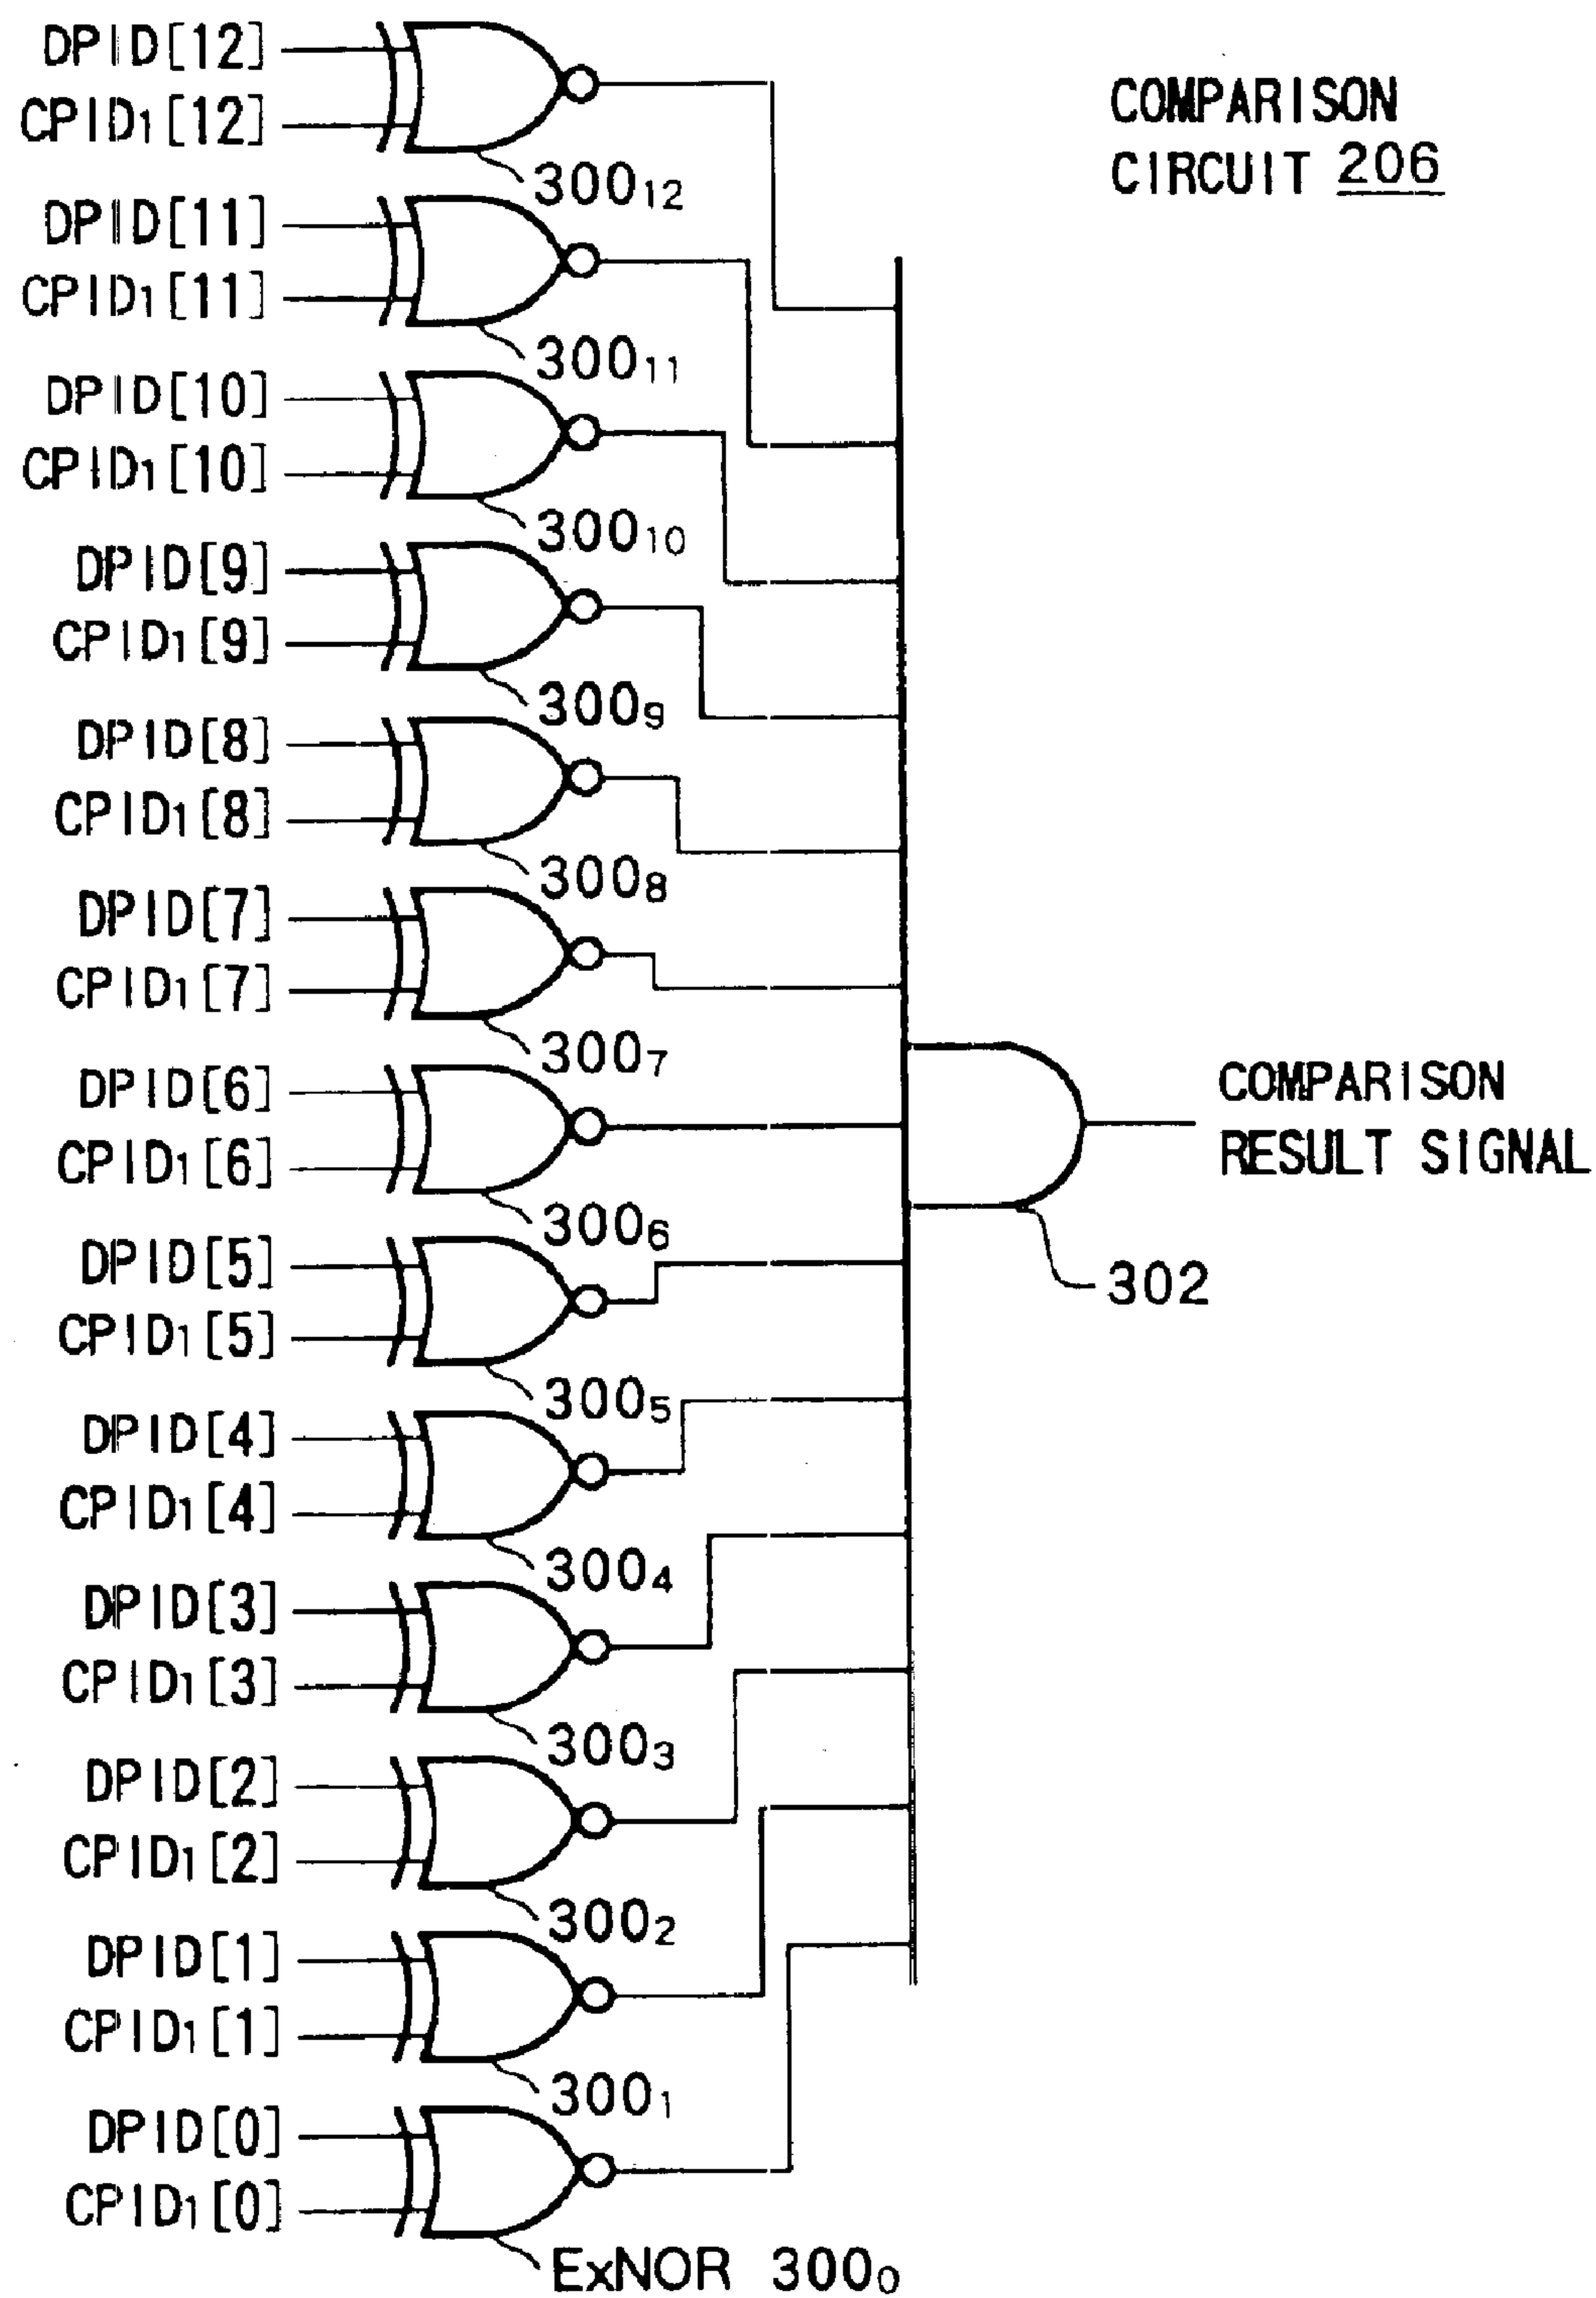 COMPARISON
CIRCUIT 206
DPID[12]
CPID1[12]
30012
DPID[11]
CPID1[11]
30011
DPID[10]
CPID1[10]
30010
DPID[9]
CPID1[9]
3009
DPID[8]
CPID1[8]
3008
DPID[7]
CPID1[7]
3007
DPID[6]
CPID1[6]
3006
DPID[5]
CPID1[5]
3005
DPID[4]
CPID1[4]
3004
DPID[3]
CPID1[3]
3003
DPID[2]
CPID1[2]
3002
DPID[1]
CPID1[1]
3001
DPID[0]
CPID1[0]
ExNOR 3000
COMPARISON
RESULT SIGNAL
302